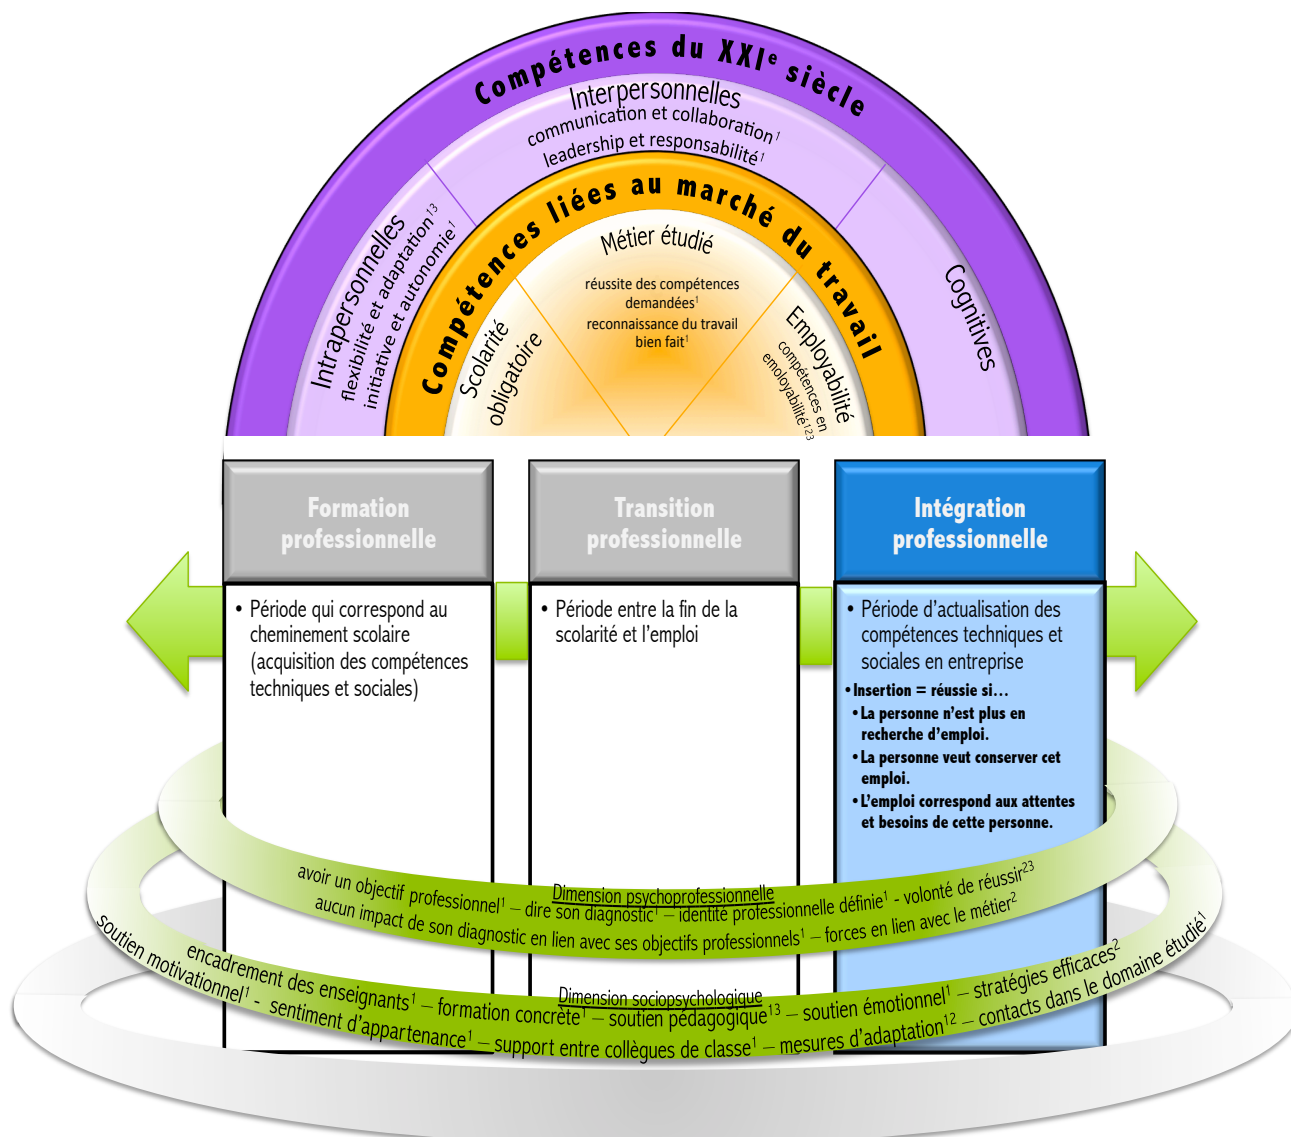 Compétences du XXIe siècle
Interpersonnelles
communication et collaboration1
leadership et responsabilité1
Intrapersonnelles
flexibilité et adaptation13
initiative et autonomie1
Cognitives
Compétences liées au marché du travail
Métier étudié
réussite des compétences
demandées1
reconnaissance du travail
bien fait1
Scolarité
obligatoire
Employabilité
compétences en
emoloyabilité123
Formation
professionnelle
Transition
professionnelle
Intégration
professionnelle
• Période qui correspond au
cheminement scolaire
(acquisition des compétences
techniques et sociales)
• Période entre la fin de la
scolarité et l’emploi
• Période d’actualisation des
compétences techniques et
sociales en entreprise
• Insertion = réussie si…
• La personne n’est plus en
recherche d’emploi.
• La personne veut conserver cet
emploi.
• L’emploi correspond aux attentes
et besoins de cette personne.
Dimension psychoprofessionnelle
avoir un objectif professionnel1 – dire son diagnostic1 – identité professionnelle définie1 - volonté de réussir23
aucun impact de son diagnostic en lien avec ses objectifs professionnels1 – forces en lien avec le métier2
Dimension sociopsychologique
encadrement des enseignants1 – formation concrète1 – soutien pédagogique13 – soutien émotionnel1 – stratégies efficaces2
soutien motivationnel1 - sentiment d’appartenance1 – support entre collègues de classe1 – mesures d’adaptation12 – contacts dans le domaine étudié1